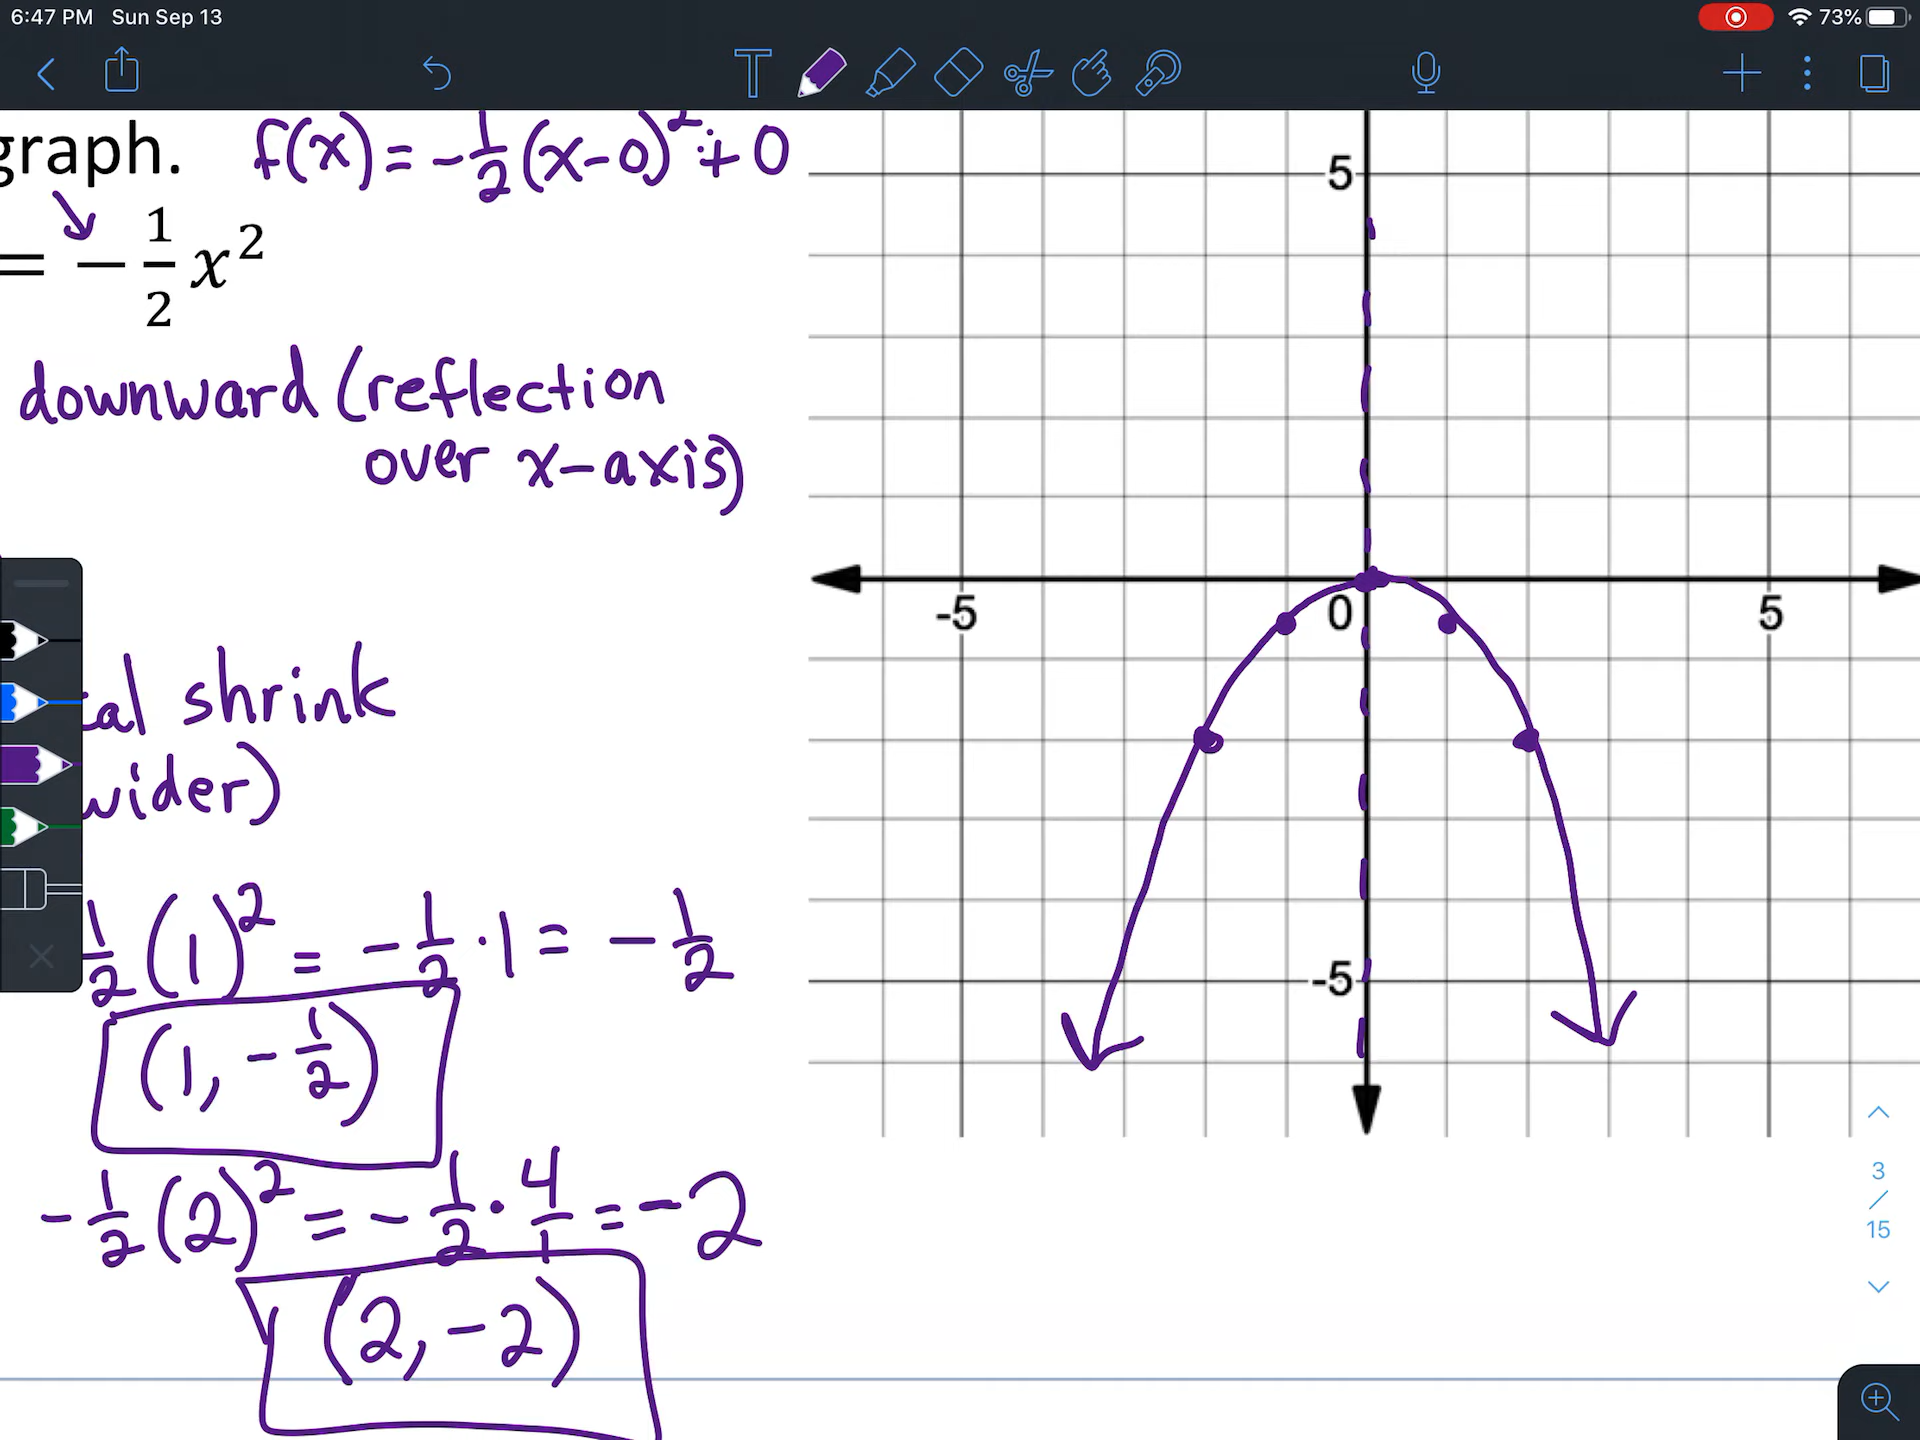 6:47 PM Sun Sep 13
73%
graph.
f(x) = -1/2(x-0)² + 0
= -1/2 x²
downward (reflection
over x-axis)
cal shrink
wider)
1/2(1)² = -1/2 · 1 = -1/2
(1, -1/2)
-1/2(2)² = -1/2 · 4/1 = -2
(2, -2)
5
-5
0
5
-5
3
/
15